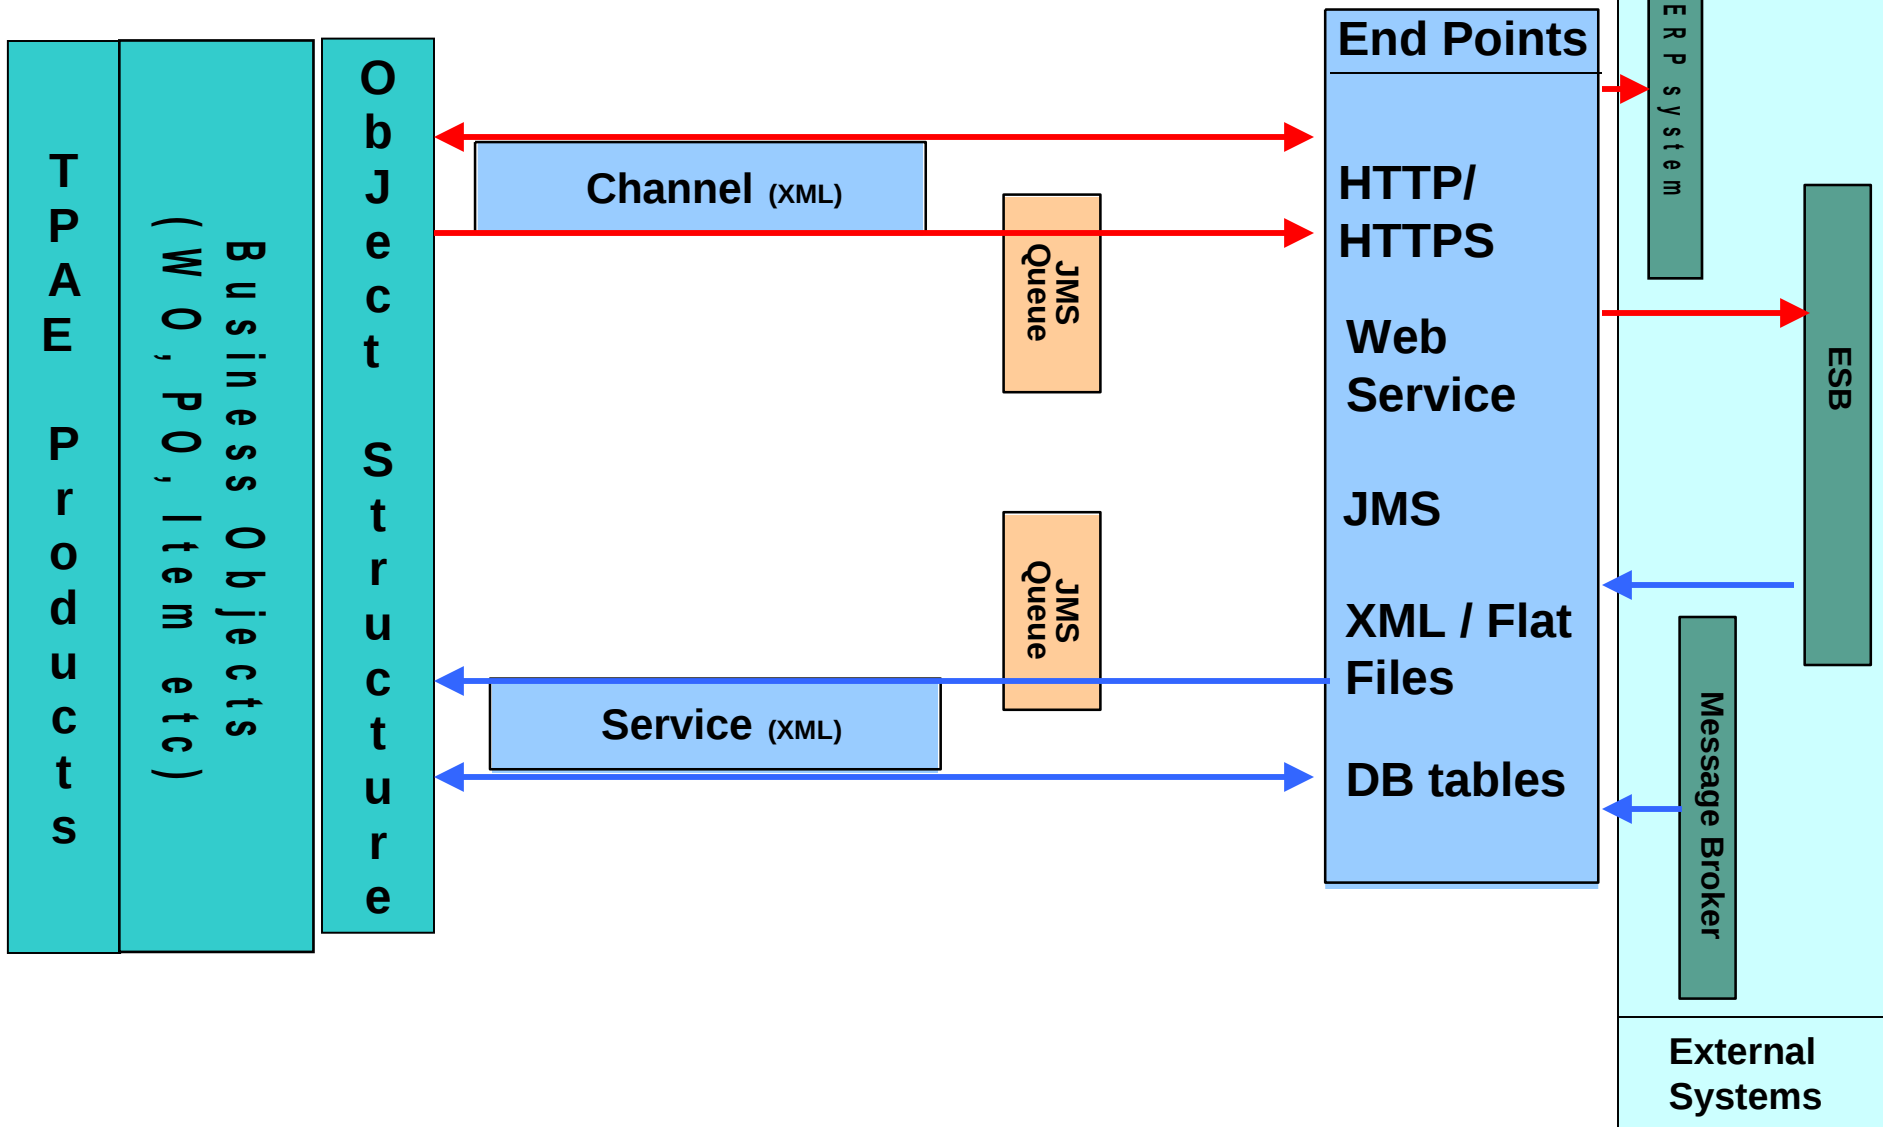 TPAE Products
Business Objects
(WO, PO, Item etc)
ObJect Structure
Channel (XML)
JMS
Queue
JMS
Queue
Service (XML)
End Points
HTTP/
HTTPS
Web
Service
JMS
XML / Flat
Files
DB tables
ERP system
ESB
Message Broker
External
Systems